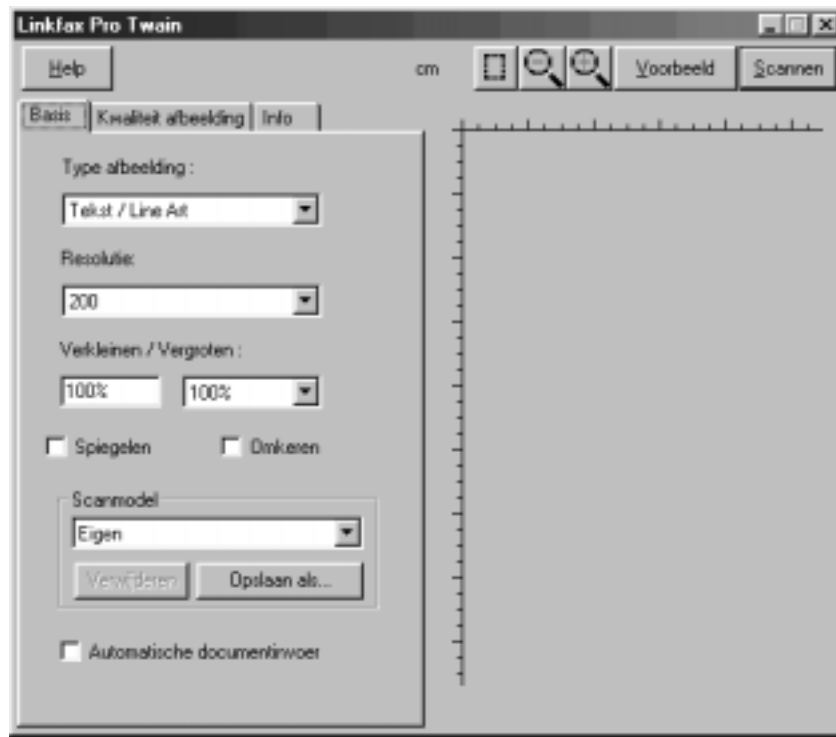 Linkfax Pro Twain
Help cm Voorbeeld Scannen
Basis Kwaliteit afbeelding Info
Type afbeelding :
Tekst / Line Art
Resolutie:
200
Verkleinen / Vergroten :
100% 100%
Spiegelen Omkeren
Scanmodel
Eigen
Verwijderen Opslaan als...
Automatische documentinvoer